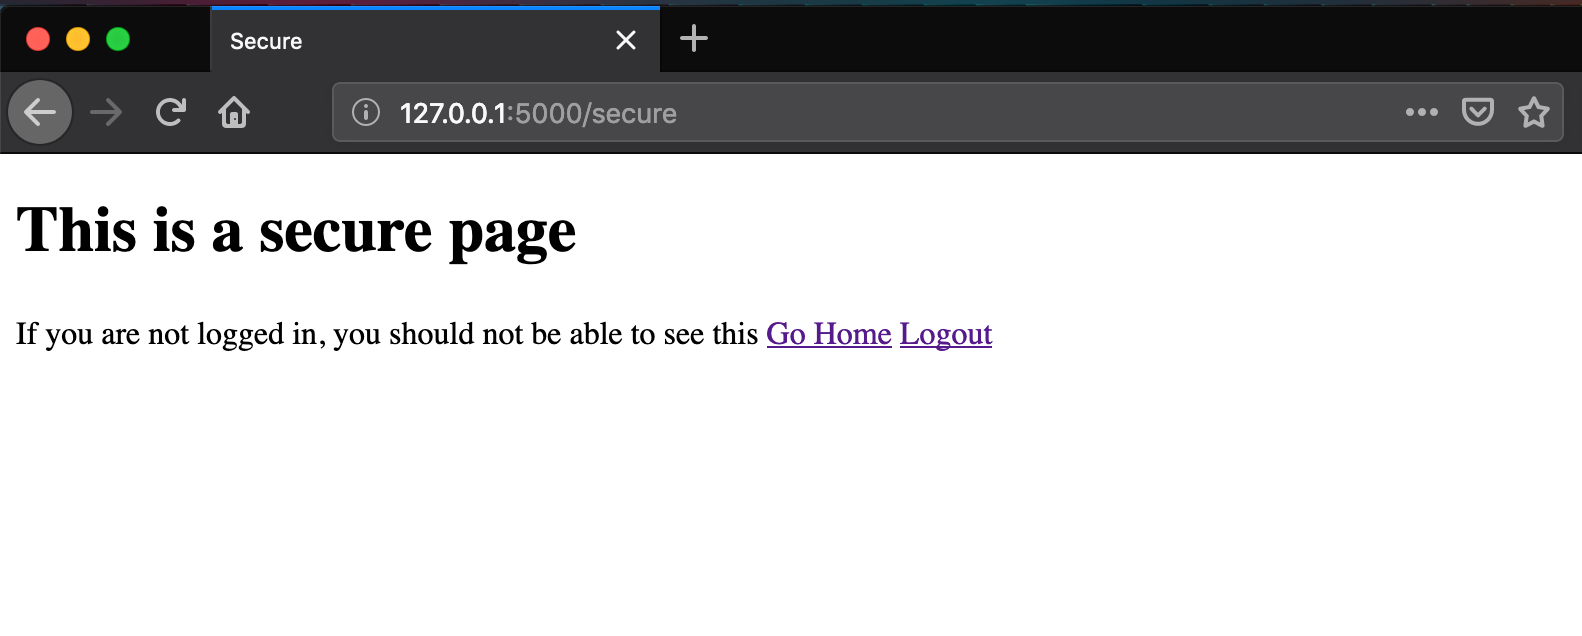 Secure
127.0.0.1:5000/secure
This is a secure page
If you are not logged in, you should not be able to see this Go Home Logout